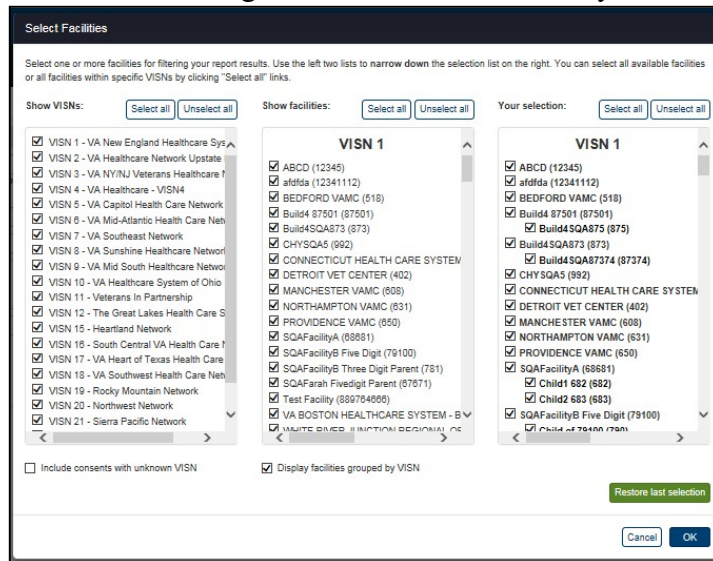 Select Facilities
Select one or more facilities for filtering your report results. Use the left two lists to narrow down the selection list on the right. You can select all available facilities
or all facilities within specific VISNs by clicking "Select all" links.
Show VISNs:
Select all
Unselect all
VISN 1 - VA New England Healthcare Sys
VISN 2 - VA Healthcare Network Upstate
VISN 3 - VA NY/NJ Veterans Healthcare
VISN 4 - VA Healthcare - VISN4
VISN 5 - VA Capitol Health Care Network
VISN 6 - VA Mid-Atlantic Health Care Net
VISN 7 - VA Southeast Network
VISN 8 - VA Sunshine Healthcare Network
VISN 9 - VA Mid South Healthcare Networ
VISN 10 - VA Healthcare System of Ohio
VISN 11 - Veterans In Partnership
VISN 12 - The Great Lakes Health Care S
VISN 15 - Heartland Network
VISN 16 - South Central VA Health Care
VISN 17 - VA Heart of Texas Health Care
VISN 18 - VA Southwest Health Care Net
VISN 19 - Rocky Mountain Network
VISN 20 - Northwest Network
VISN 21 - Sierra Pacific Network
Include consents with unknown VISN
Show facilities:
Select all
Unselect all
VISN 1
ABCD (12345)
afdfda (12341112)
BEDFORD VAMC (518)
Build4 87501 (87501)
Build4SQA873 (873)
CHYSQA5 (992)
CONNECTICUT HEALTH CARE SYSTEM
DETROIT VET CENTER (402)
MANCHESTER VAMC (608)
NORTHAMPTON VAMC (631)
PROVIDENCE VAMC (650)
SQAFacilityA (68681)
SQAFacilityB Five Digit (79100)
SQAFacilityB Three Digit Parent (781)
SQAFarah Fivedigit Parent (67671)
Test Facility (889764666)
VA BOSTON HEALTHCARE SYSTEM - B
WHITE RIVER JUNCTION REGIONAL OF
Display facilities grouped by VISN
Your selection:
Select all
Unselect all
VISN 1
ABCD (12345)
afdfda (12341112)
BEDFORD VAMC (518)
Build4 87501 (87501)
Build4SQA875 (875)
Build4SQA873 (873)
Build4SQA87374 (87374)
CHYSQA5 (992)
CONNECTICUT HEALTH CARE SYSTEM
DETROIT VET CENTER (402)
MANCHESTER VAMC (608)
NORTHAMPTON VAMC (631)
PROVIDENCE VAMC (650)
SQAFacilityA (68681)
Child1 682 (682)
Child2 683 (683)
SQAFacilityB Five Digit (79100)
Child of 79100 (790)
Restore last selection
Cancel
OK